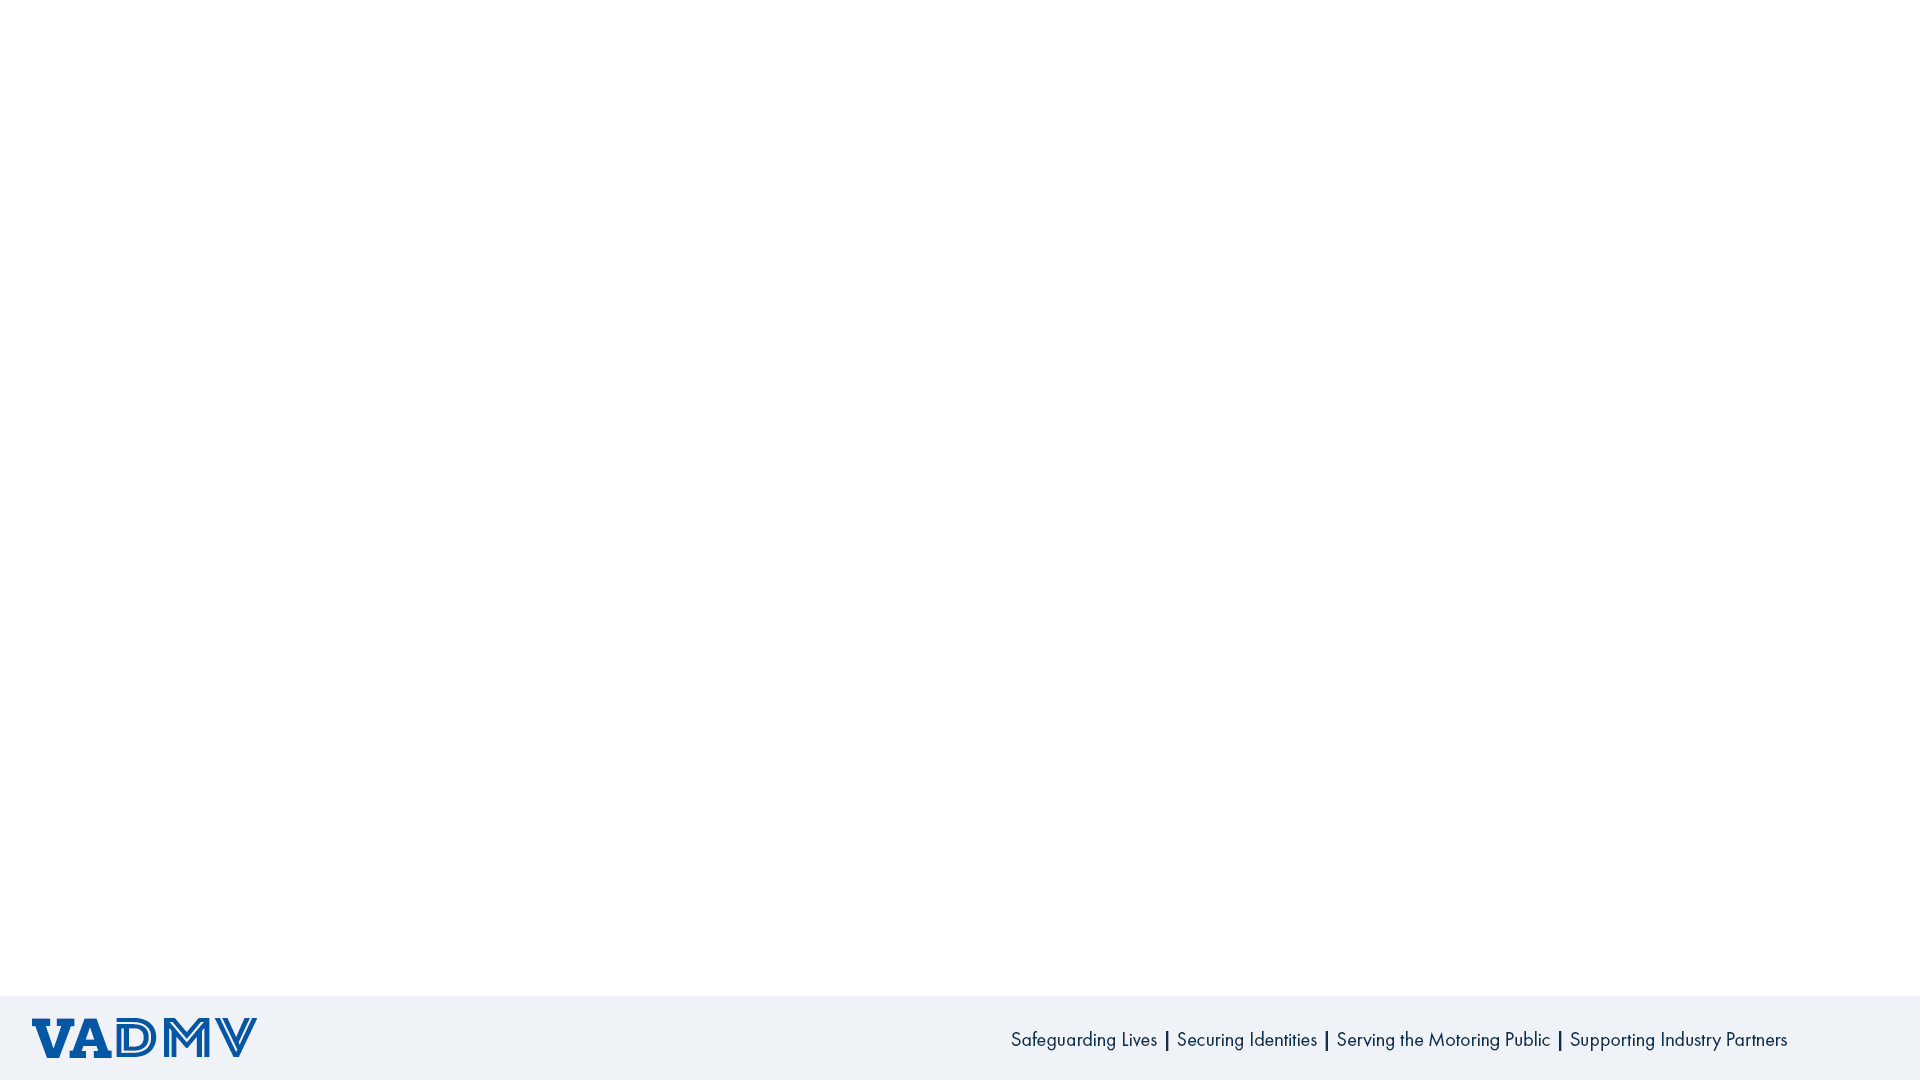 VADMV
Safeguarding Lives | Securing Identities | Serving the Motoring Public | Supporting Industry Partners